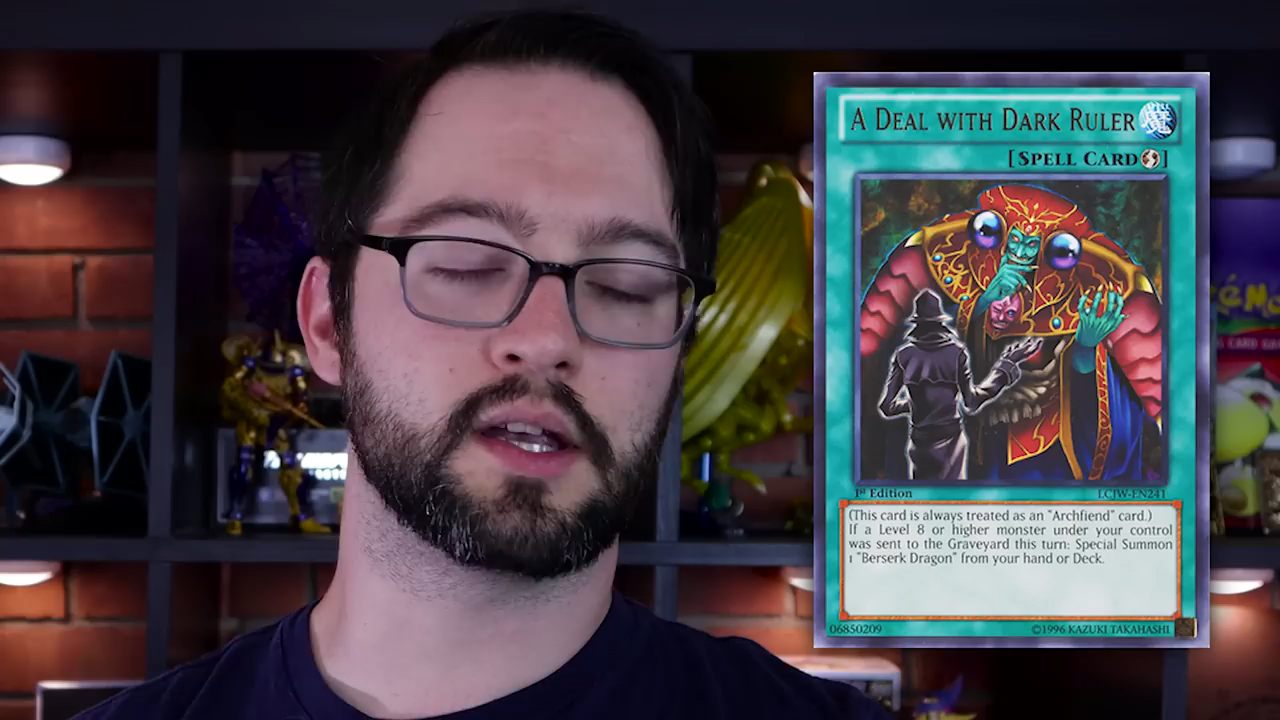 A DEAL WITH DARK RULER 魔
[SPELL CARD]
1st Edition
LCJW-EN241
(This card is always treated as an "Archfiend" card.)
If a Level 8 or higher monster under your control
was sent to the Graveyard this turn: Special Summon
1 "Berserk Dragon" from your hand or Deck.
06850209
©1996 KAZUKI TAKAHASHI